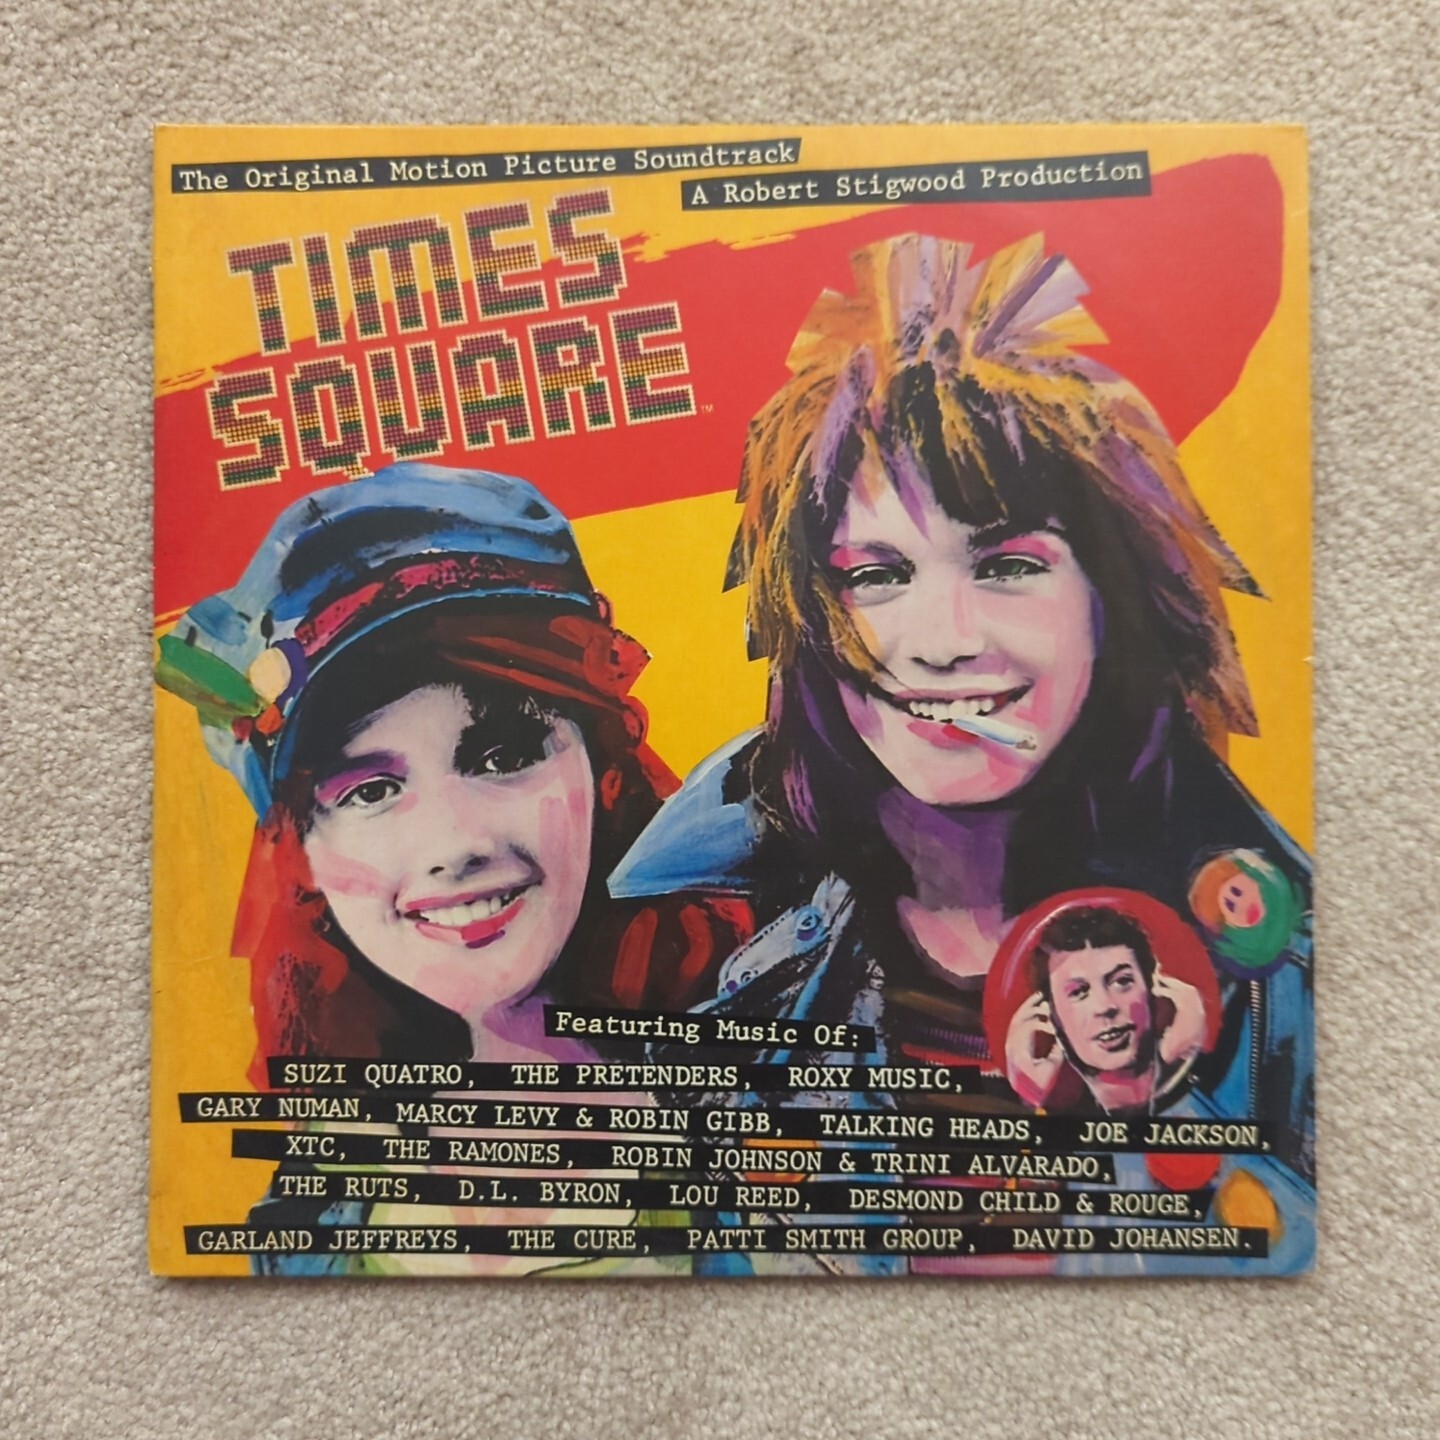 The Original Motion Picture Soundtrack
A Robert Stigwood Production
TIMES
SQUARE™
Featuring Music Of:
SUZI QUATRO, THE PRETENDERS, ROXY MUSIC,
GARY NUMAN, MARCY LEVY & ROBIN GIBB, TALKING HEADS, JOE JACKSON,
XTC, THE RAMONES, ROBIN JOHNSON & TRINI ALVARADO,
THE RUTS, D.L. BYRON, LOU REED, DESMOND CHILD & ROUGE,
GARLAND JEFFREYS, THE CURE, PATTI SMITH GROUP, DAVID JOHANSEN.